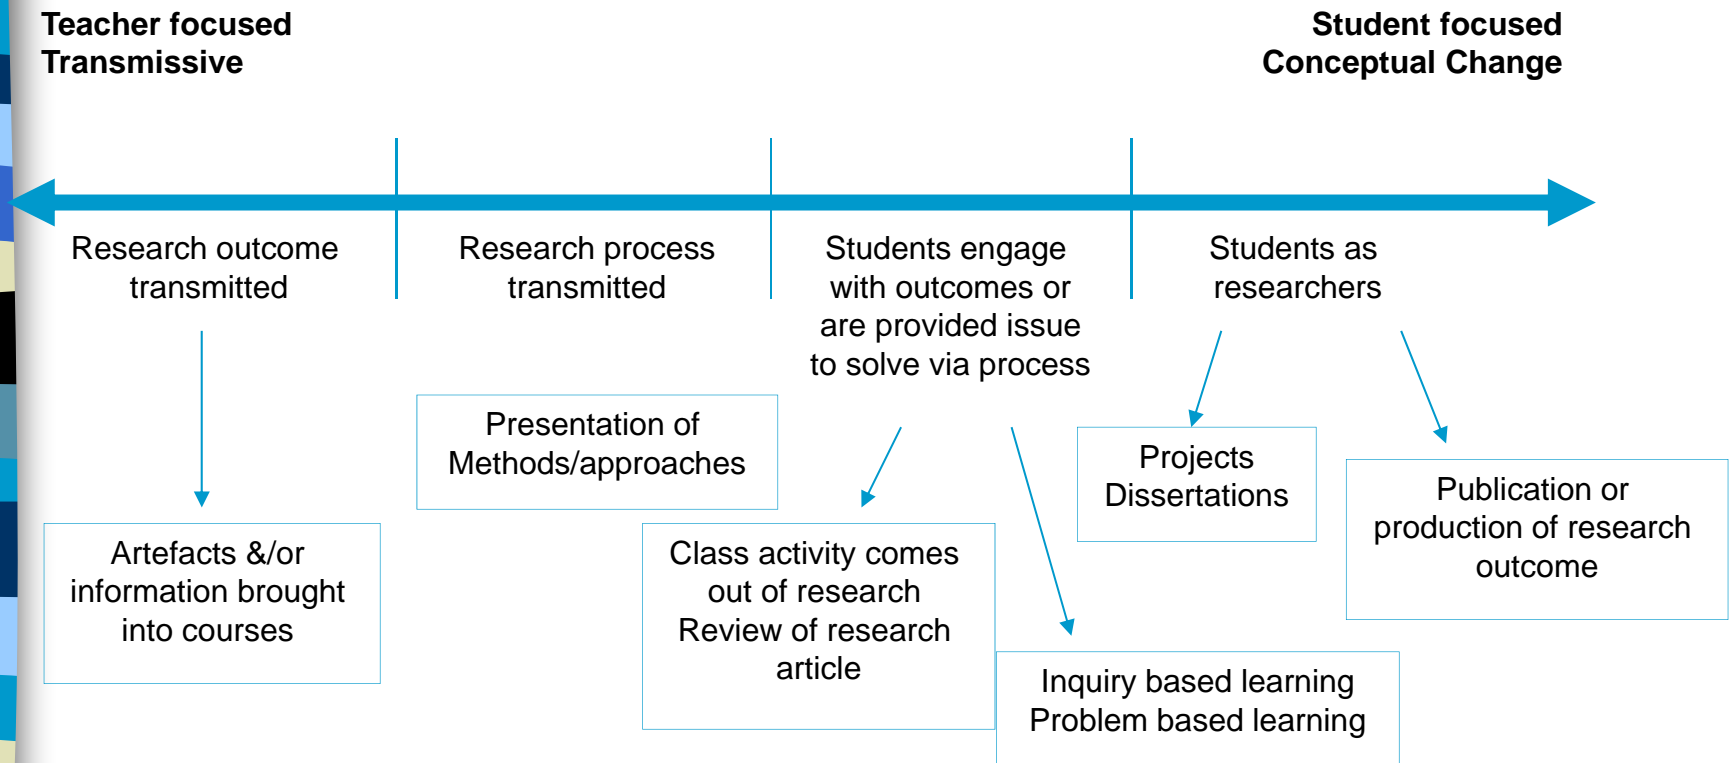 Teacher focused
Transmissive
Student focused
Conceptual Change
Research outcome
transmitted
Research process
transmitted
Students engage
with outcomes or
are provided issue
to solve via process
Students as
researchers
Presentation of
Methods/approaches
Projects
Dissertations
Publication or
production of research
outcome
Artefacts &/or
information brought
into courses
Class activity comes
out of research
Review of research
article
Inquiry based learning
Problem based learning